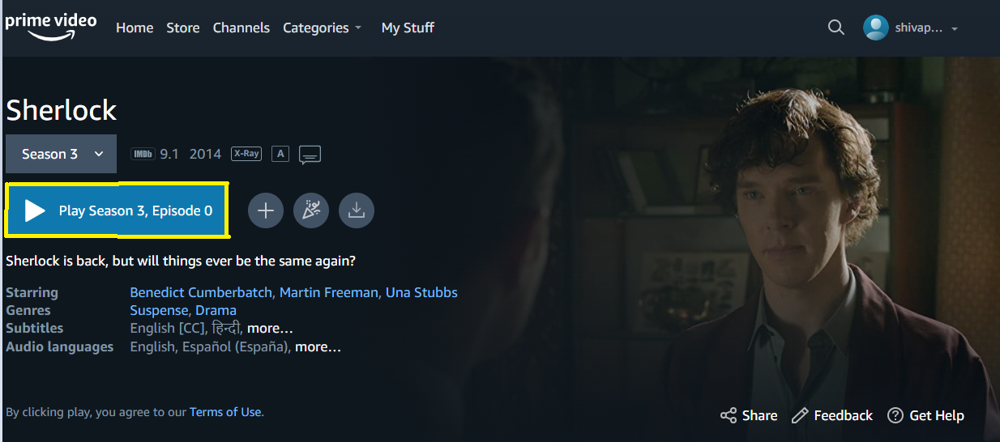 prime video
Home Store Channels Categories My Stuff
shivap...
Sherlock
Season 3
IMDb 9.1 2014 X-Ray A
Play Season 3, Episode 0
Sherlock is back, but will things ever be the same again?
Starring Benedict Cumberbatch, Martin Freeman, Una Stubbs
Genres Suspense, Drama
Subtitles English [CC], हिन्दी, more...
Audio languages English, Español (España), more...
By clicking play, you agree to our Terms of Use.
Share Feedback Get Help